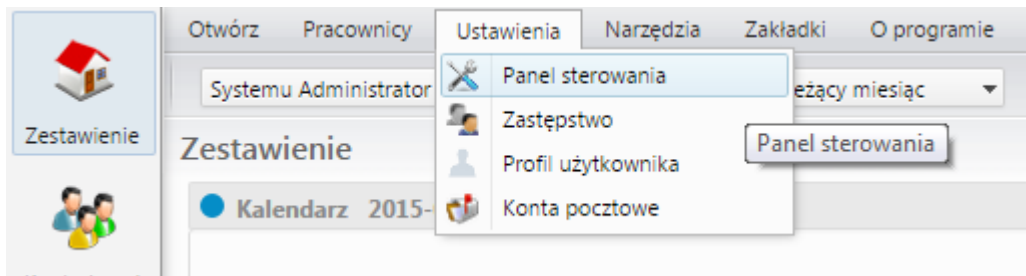 Otwórz Pracownicy Ustawienia Narzędzia Zakładki O programie
Systemu Administrator eżący miesiąc
Panel sterowania
Zastępstwo
Profil użytkownika
Konta pocztowe
Panel sterowania
Zestawienie
Zestawienie
Kalendarz 2015-